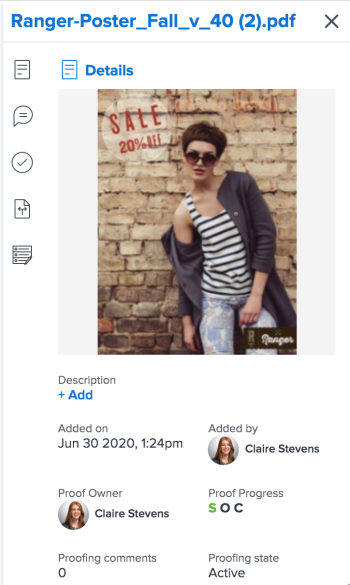 Ranger-Poster_Fall_v_40 (2).pdf
Details
SALE
20% OFF
Ranger
Description
+ Add
Added on
Added by
Jun 30 2020, 1:24pm
Claire Stevens
Proof Owner
Proof Progress
Claire Stevens
S O C
Proofing comments
Proofing state
0
Active